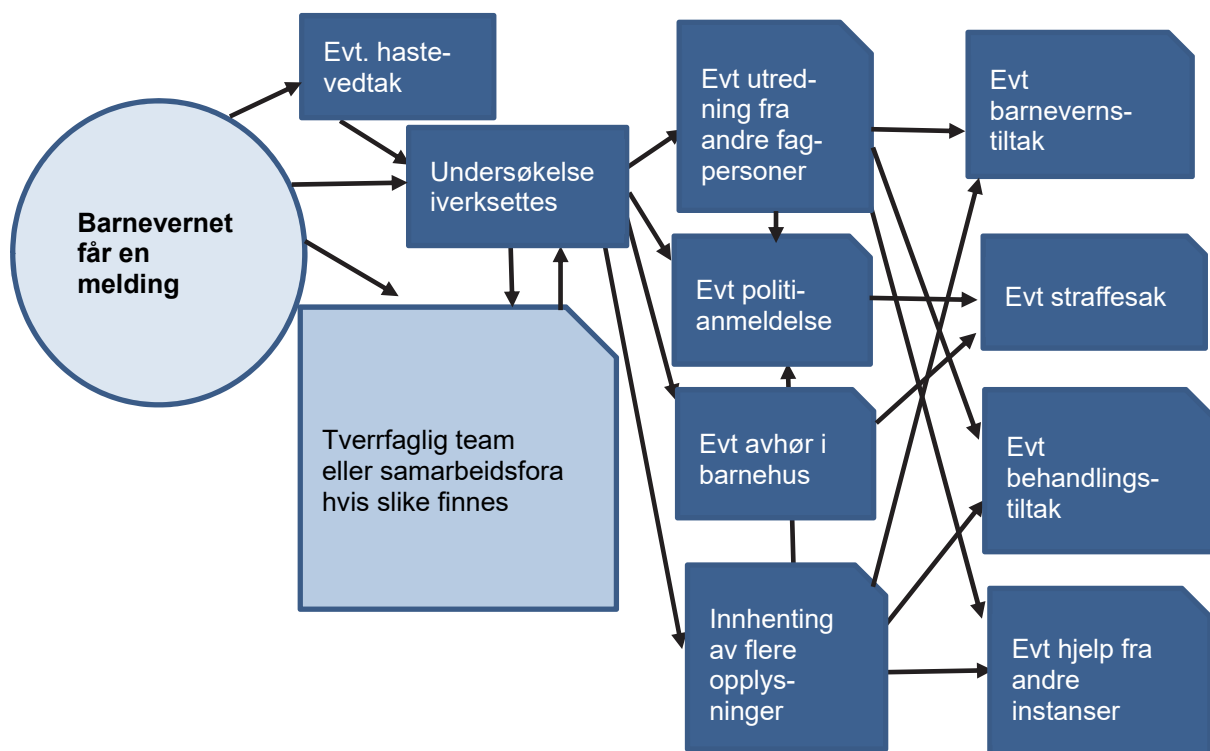 Barnevernet
får en
melding
Evt. haste-
vedtak
Undersøkelse
iverksettes
Tverrfaglig team
eller samarbeidsfora
hvis slike finnes
Evt utred-
ning fra
andre fag-
personer
Evt politi-
anmeldelse
Evt avhør i
barnehus
Innhenting
av flere
opplys-
ninger
Evt
barneverns-
tiltak
Evt straffesak
Evt
behandlings-
tiltak
Evt hjelp fra
andre
instanser